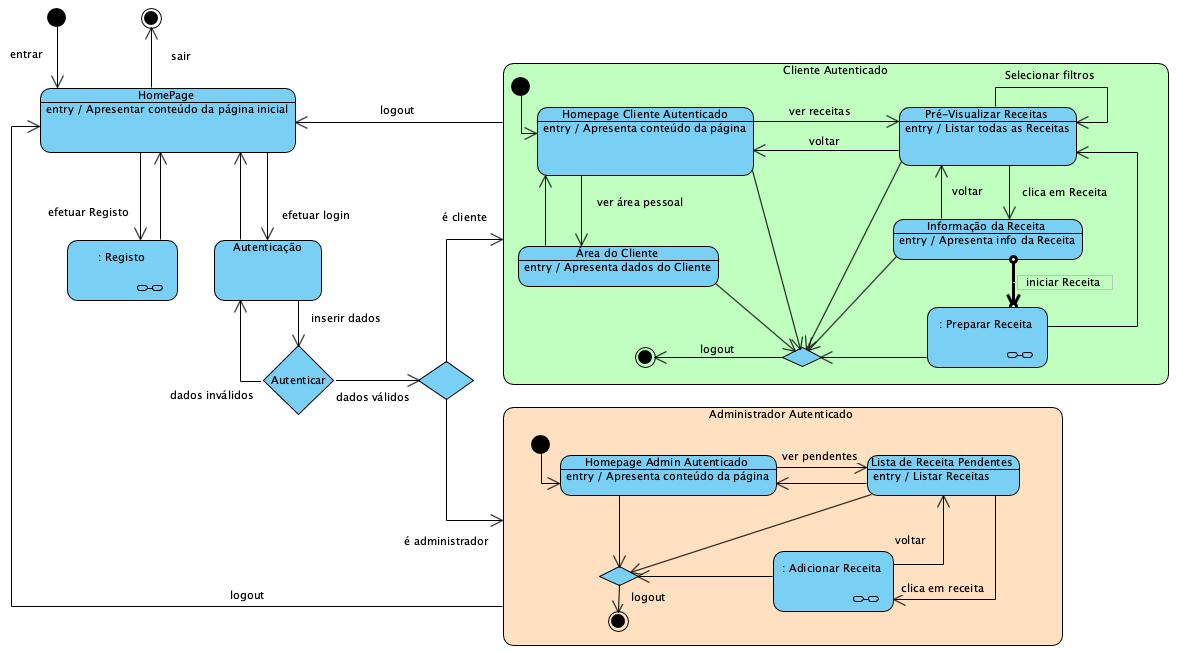 entrar
sair
HomePage
entry / Apresentar conteúdo da página inicial
logout
efetuar Registo
efetuar login
: Registo
Autenticação
inserir dados
Autenticar
dados inválidos
dados válidos
é cliente
é administrador
logout
Cliente Autenticado
Selecionar filtros
Homepage Cliente Autenticado
entry / Apresenta conteúdo da página
ver receitas
voltar
Pré-Visualizar Receitas
entry / Listar todas as Receitas
ver área pessoal
voltar
clica em Receita
Área do Cliente
entry / Apresenta dados do Cliente
Informação da Receita
entry / Apresenta info da Receita
iniciar Receita
: Preparar Receita
logout
Administrador Autenticado
Homepage Admin Autenticado
entry / Apresenta conteúdo da página
ver pendentes
Lista de Receita Pendentes
entry / Listar Receitas
voltar
: Adicionar Receita
clica em receita
logout